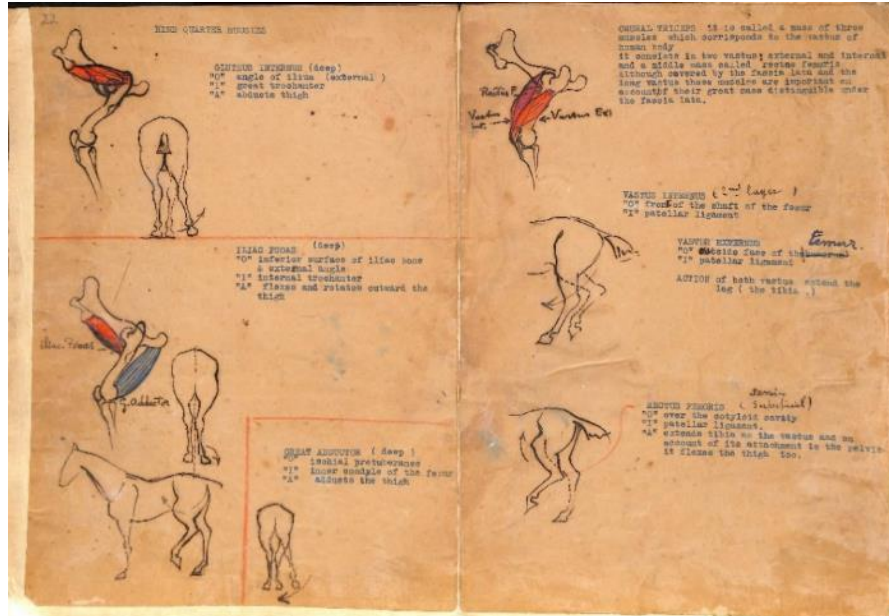 22
HIND QUARTER MUSCLES
GLUTEUS INTERNUS (deep)
"O" angle of ilium (external)
"I" great trochanter
"A" abducts thigh
ILIAC PSOAS (deep)
"O" inferior surface of iliac bone
& external angle
"I" internal trochanter
"A" flexes and rotates outward the
thigh
G. Adductor
GREAT ADDUCTOR (deep)
"O" ischial protuberance
"I" inner condyle of the femur
"A" adducts the thigh
CRURAL TRICEPS It is called a mass of three
muscles which corresponds to the vastus of
human body
it consists in two vastus; external and internal
and a middle mass called rectus femoris
although covered by the fascia lata and the
long vastus these muscles are important on
account of their great mass distinguible under
the fascia lata.
Rectus F.
Vastus Int.
Vastus Ext
VASTUS INTERNUS (2nd layer)
"O" front of the shaft of the femur
"I" patellar ligament
VASTUS EXTERNUS
"O" outside face of the femur.
"I" patellar ligament
ACTION of both vastus extend the
leg ( the tibia .)
RECTUS FEMORIS (Superficial)
"O" over the cotyloid cavity
"I" patellar ligament.
"A" extends tibia as the vastus and on
account of its attachment to the pelvis
it flexes the thigh too.